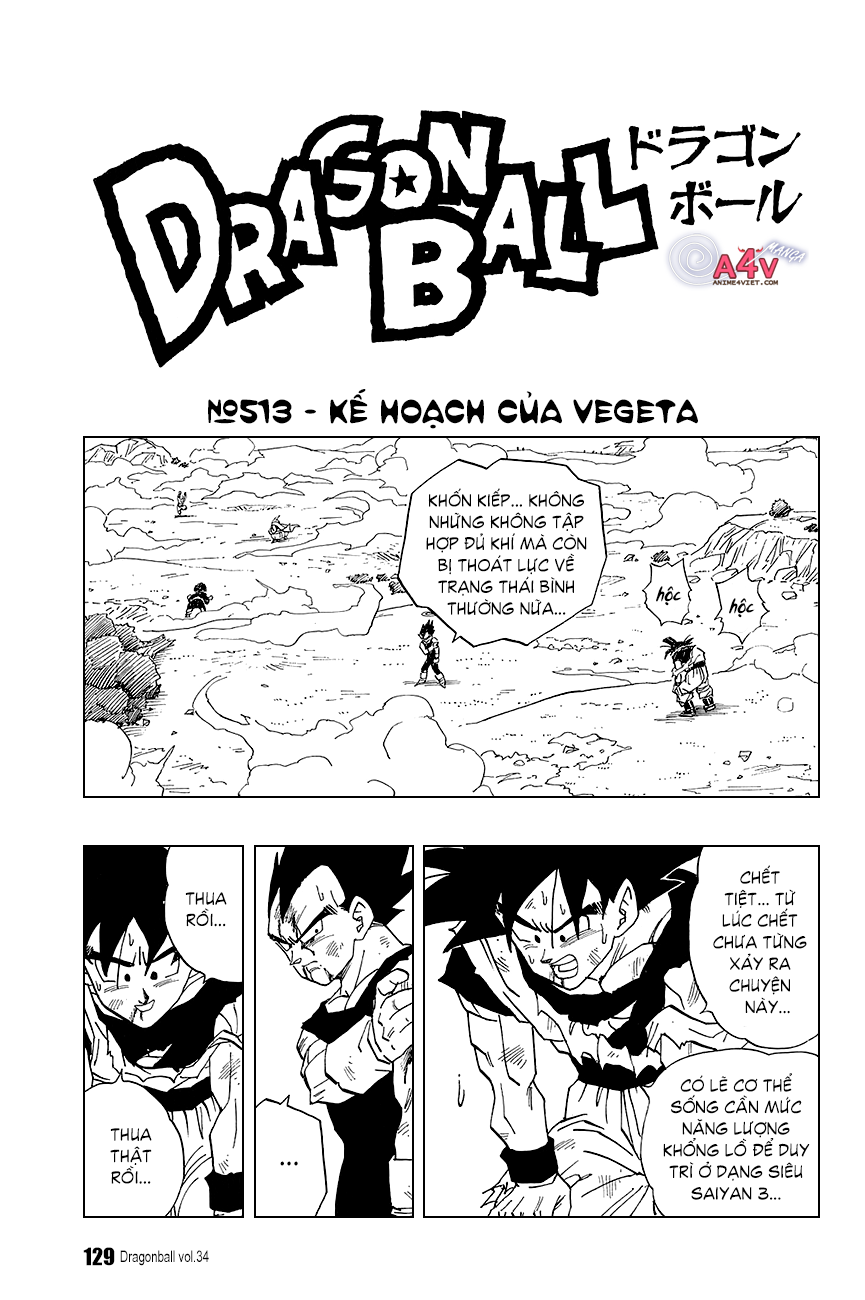 DRAGON
BALL
ドラゴン
ボール
A4V
MANGA
ANIME4VIET.COM
№513 - KẾ HOẠCH CỦA VEGETA
KHỐN KIẾP... KHÔNG
NHỮNG KHÔNG TẬP
HỢP ĐỦ KHÍ MÀ CÒN
BỊ THOÁT LỰC VỀ
TRẠNG THÁI BÌNH
THƯỜNG NỮA...
HỘC
HỘC
CHẾT
TIỆT... TỪ
LÚC CHẾT
CHƯA TỪNG
XẢY RA
CHUYỆN
NÀY...
CÓ LẼ CƠ THỂ
SỐNG CẦN MỨC
NĂNG LƯỢNG
KHỔNG LỒ ĐỂ DUY
TRÌ Ở DẠNG SIÊU
SAIYAN 3...
...
THUA
RỒI...
THUA
THẬT
RỒI...
129 Dragonball vol.34